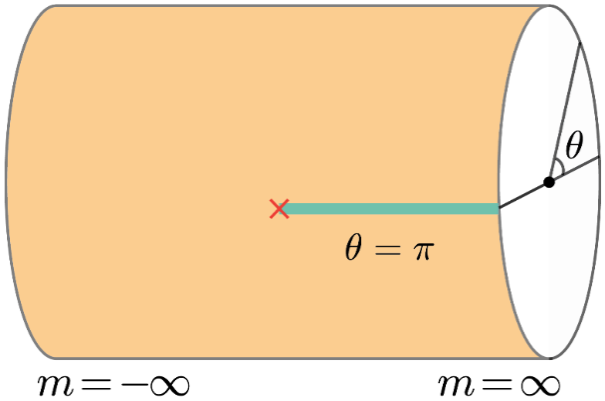 θ
θ = π
m = −∞
m = ∞